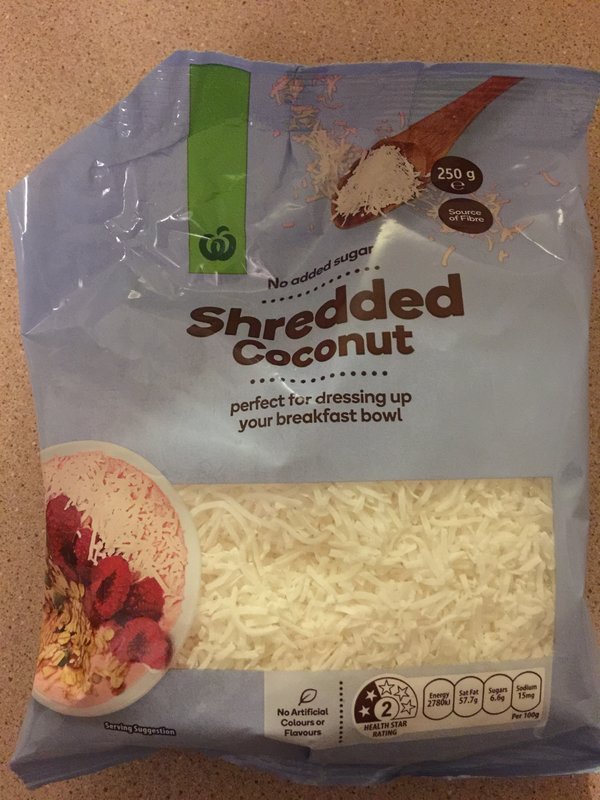 250 g
e
Source
of Fibre
No added sugar
Shredded
Coconut
perfect for dressing up
your breakfast bowl
Serving Suggestion
No Artificial
Colours or
Flavours
2
HEALTH STAR
RATING
Energy
2780kJ
Sat Fat
57.7g
Sugars
6.6g
Sodium
15mg
Per 100g